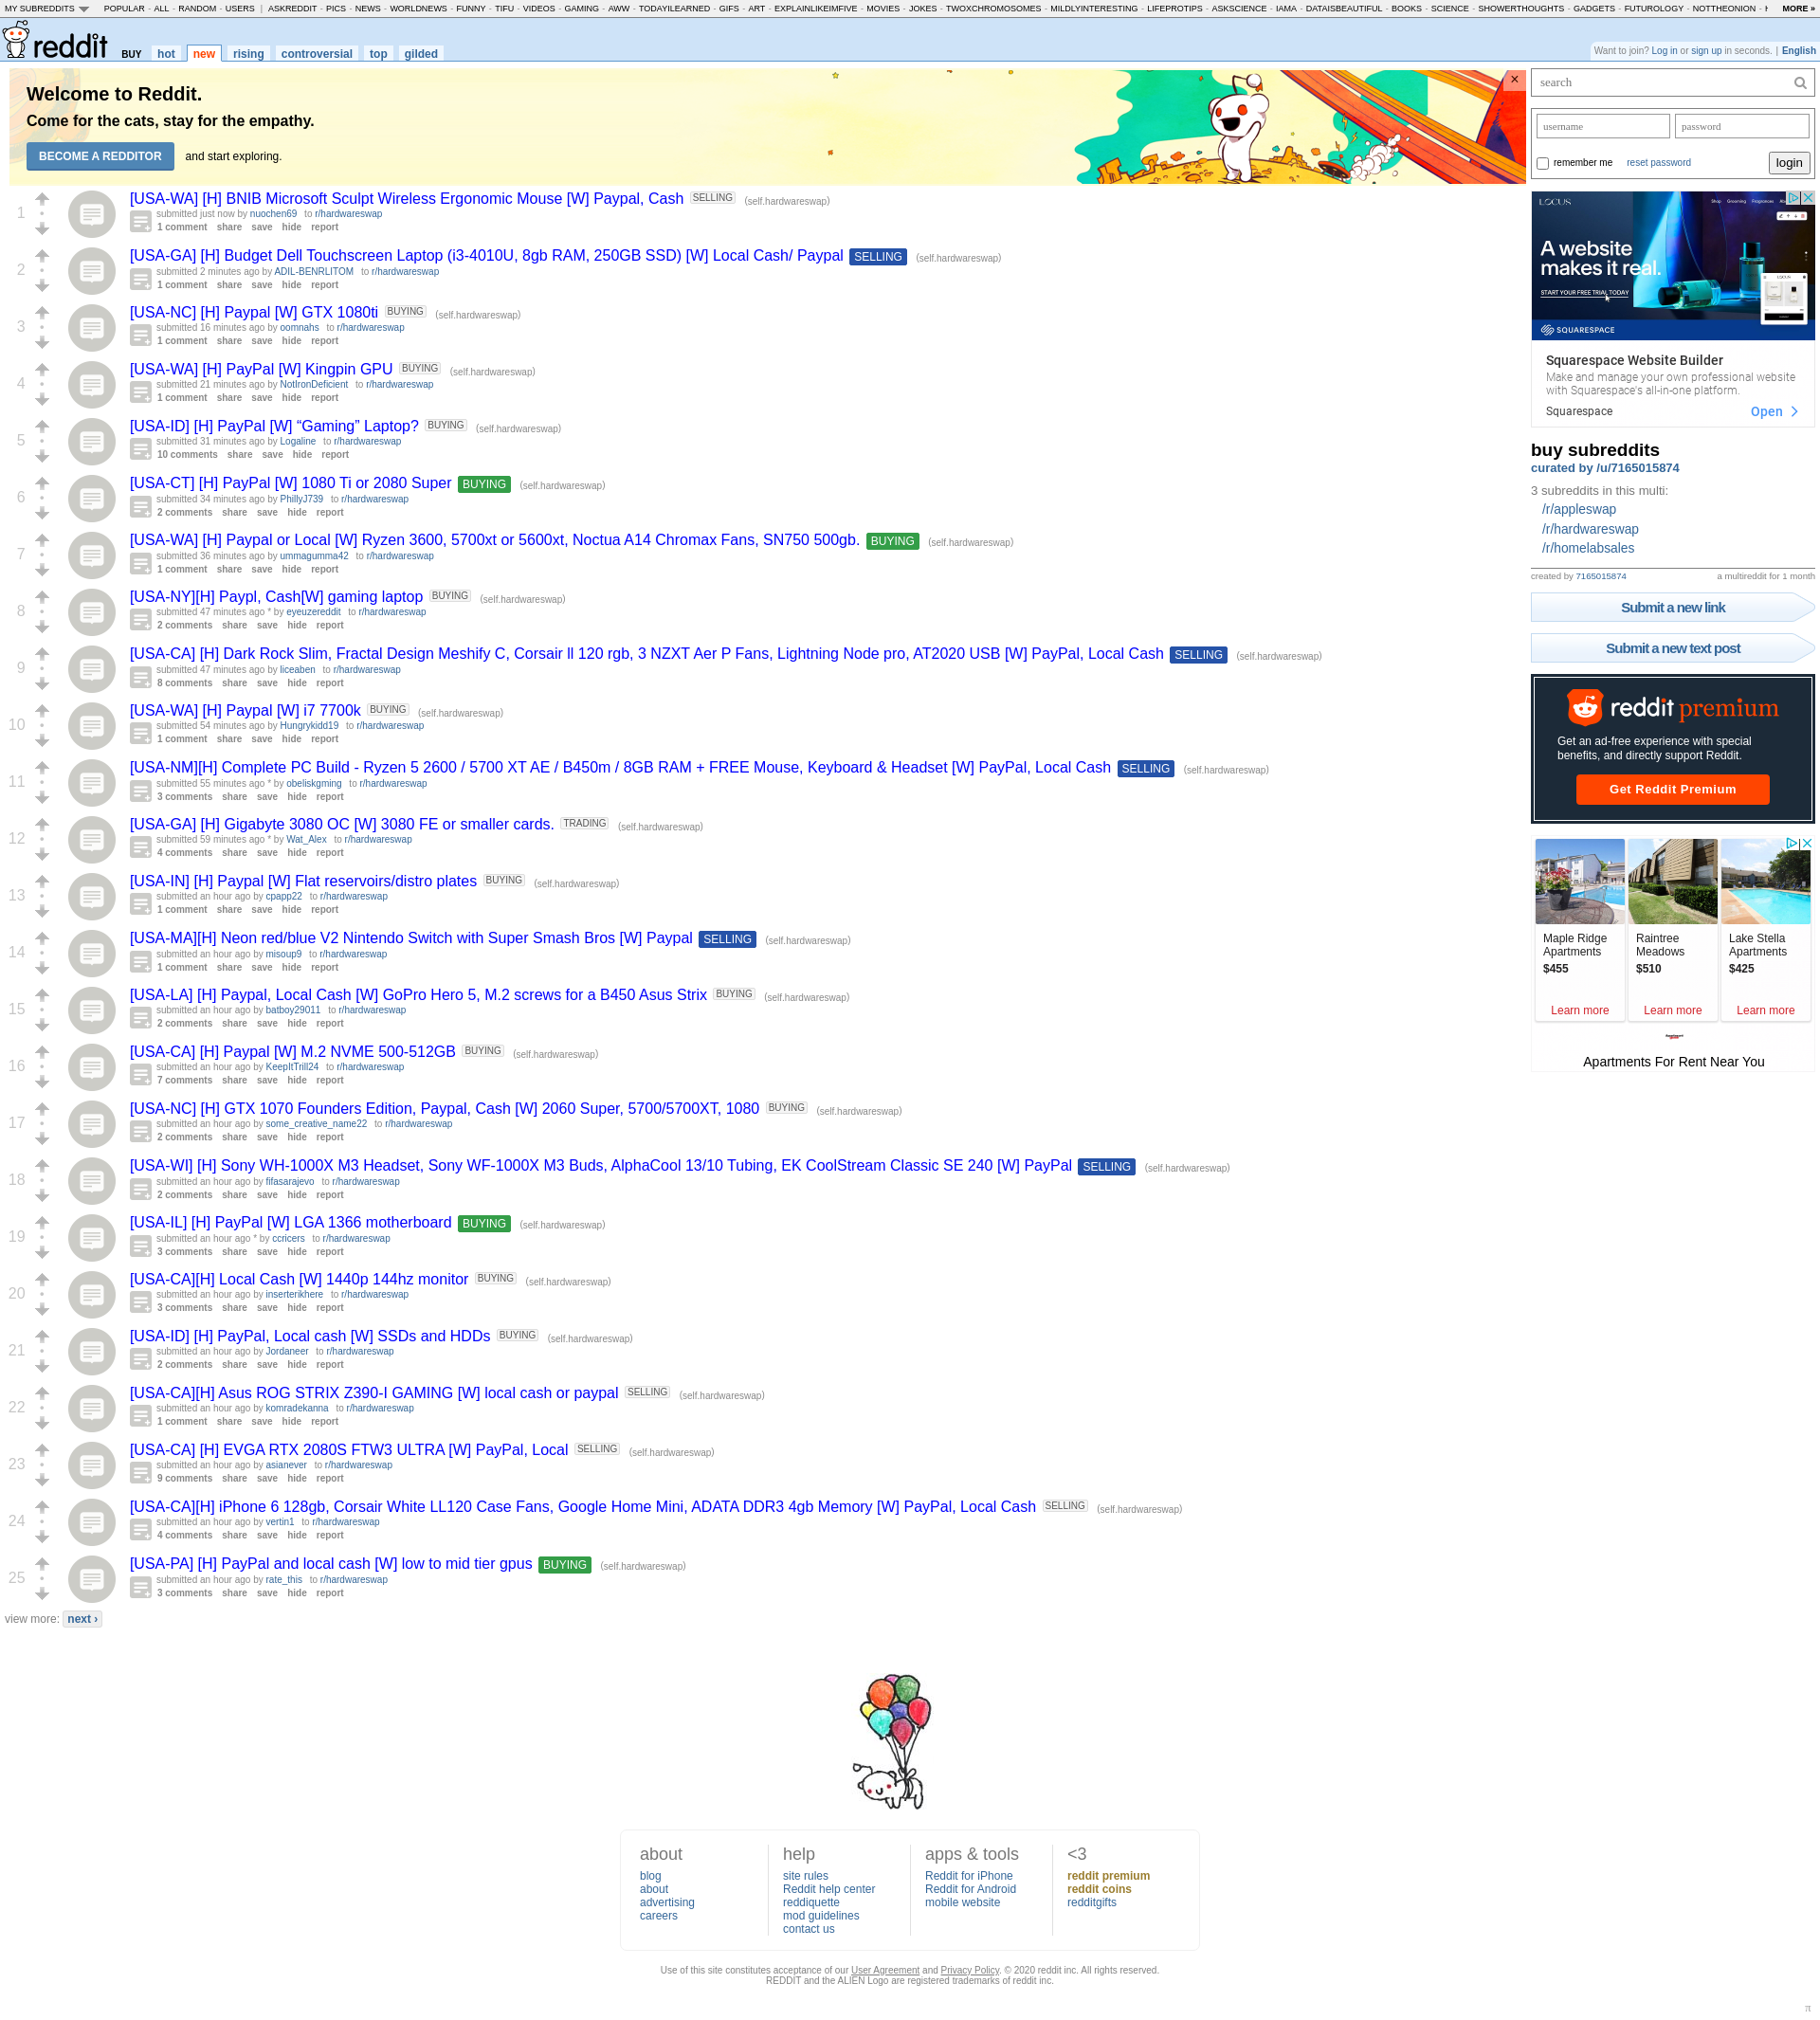 MY SUBREDDITS POPULAR - ALL - RANDOM - USERS | ASKREDDIT - PICS - NEWS - WORLDNEWS - FUNNY - TIFU - VIDEOS - GAMING - AWW - TODAYILEARNED - GIFS - ART - EXPLAINLIKEIMFIVE - MOVIES - JOKES - TWOXCHROMOSOMES - MILDLYINTERESTING - LIFEPROTIPS - ASKSCIENCE - IAMA - DATAISBEAUTIFUL - BOOKS - SCIENCE - SHOWERTHOUGHTS - GADGETS - FUTUROLOGY - NOTTHEONION - MORE »
reddit BUY hot new rising controversial top gilded
Want to join? Log in or sign up in seconds. | English
Welcome to Reddit.
Come for the cats, stay for the empathy.
BECOME A REDDITOR and start exploring.
1
[USA-WA] [H] BNIB Microsoft Sculpt Wireless Ergonomic Mouse [W] Paypal, Cash SELLING (self.hardwareswap)
submitted just now by nuochen69 to r/hardwareswap
1 comment share save hide report
2
[USA-GA] [H] Budget Dell Touchscreen Laptop (i3-4010U, 8gb RAM, 250GB SSD) [W] Local Cash/ Paypal SELLING (self.hardwareswap)
submitted 2 minutes ago by ADIL-BENRLITOM to r/hardwareswap
1 comment share save hide report
3
[USA-NC] [H] Paypal [W] GTX 1080ti BUYING (self.hardwareswap)
submitted 16 minutes ago by oomnahs to r/hardwareswap
1 comment share save hide report
4
[USA-WA] [H] PayPal [W] Kingpin GPU BUYING (self.hardwareswap)
submitted 21 minutes ago by NotIronDeficient to r/hardwareswap
1 comment share save hide report
5
[USA-ID] [H] PayPal [W] “Gaming” Laptop? BUYING (self.hardwareswap)
submitted 31 minutes ago by Logaline to r/hardwareswap
10 comments share save hide report
6
[USA-CT] [H] PayPal [W] 1080 Ti or 2080 Super BUYING (self.hardwareswap)
submitted 34 minutes ago by PhillyJ739 to r/hardwareswap
2 comments share save hide report
7
[USA-WA] [H] Paypal or Local [W] Ryzen 3600, 5700xt or 5600xt, Noctua A14 Chromax Fans, SN750 500gb. BUYING (self.hardwareswap)
submitted 36 minutes ago by ummagumma42 to r/hardwareswap
1 comment share save hide report
8
[USA-NY][H] Paypl, Cash[W] gaming laptop BUYING (self.hardwareswap)
submitted 47 minutes ago * by eyeuzereddit to r/hardwareswap
2 comments share save hide report
9
[USA-CA] [H] Dark Rock Slim, Fractal Design Meshify C, Corsair ll 120 rgb, 3 NZXT Aer P Fans, Lightning Node pro, AT2020 USB [W] PayPal, Local Cash SELLING (self.hardwareswap)
submitted 47 minutes ago by liceaben to r/hardwareswap
8 comments share save hide report
10
[USA-WA] [H] Paypal [W] i7 7700k BUYING (self.hardwareswap)
submitted 54 minutes ago by Hungrykidd19 to r/hardwareswap
1 comment share save hide report
11
[USA-NM][H] Complete PC Build - Ryzen 5 2600 / 5700 XT AE / B450m / 8GB RAM + FREE Mouse, Keyboard & Headset [W] PayPal, Local Cash SELLING (self.hardwareswap)
submitted 55 minutes ago * by obeliskgming to r/hardwareswap
3 comments share save hide report
12
[USA-GA] [H] Gigabyte 3080 OC [W] 3080 FE or smaller cards. TRADING (self.hardwareswap)
submitted 59 minutes ago * by Wat_Alex to r/hardwareswap
4 comments share save hide report
13
[USA-IN] [H] Paypal [W] Flat reservoirs/distro plates BUYING (self.hardwareswap)
submitted an hour ago by cpapp22 to r/hardwareswap
1 comment share save hide report
14
[USA-MA][H] Neon red/blue V2 Nintendo Switch with Super Smash Bros [W] Paypal SELLING (self.hardwareswap)
submitted an hour ago by misoup9 to r/hardwareswap
1 comment share save hide report
15
[USA-LA] [H] Paypal, Local Cash [W] GoPro Hero 5, M.2 screws for a B450 Asus Strix BUYING (self.hardwareswap)
submitted an hour ago by batboy29011 to r/hardwareswap
2 comments share save hide report
16
[USA-CA] [H] Paypal [W] M.2 NVME 500-512GB BUYING (self.hardwareswap)
submitted an hour ago by KeepItTrill24 to r/hardwareswap
7 comments share save hide report
17
[USA-NC] [H] GTX 1070 Founders Edition, Paypal, Cash [W] 2060 Super, 5700/5700XT, 1080 BUYING (self.hardwareswap)
submitted an hour ago by some_creative_name22 to r/hardwareswap
2 comments share save hide report
18
[USA-WI] [H] Sony WH-1000X M3 Headset, Sony WF-1000X M3 Buds, AlphaCool 13/10 Tubing, EK CoolStream Classic SE 240 [W] PayPal SELLING (self.hardwareswap)
submitted an hour ago by fifasarajevo to r/hardwareswap
2 comments share save hide report
19
[USA-IL] [H] PayPal [W] LGA 1366 motherboard BUYING (self.hardwareswap)
submitted an hour ago * by ccricers to r/hardwareswap
3 comments share save hide report
20
[USA-CA][H] Local Cash [W] 1440p 144hz monitor BUYING (self.hardwareswap)
submitted an hour ago by inserterikhere to r/hardwareswap
3 comments share save hide report
21
[USA-ID] [H] PayPal, Local cash [W] SSDs and HDDs BUYING (self.hardwareswap)
submitted an hour ago by Jordaneer to r/hardwareswap
2 comments share save hide report
22
[USA-CA][H] Asus ROG STRIX Z390-I GAMING [W] local cash or paypal SELLING (self.hardwareswap)
submitted an hour ago by komradekanna to r/hardwareswap
1 comment share save hide report
23
[USA-CA] [H] EVGA RTX 2080S FTW3 ULTRA [W] PayPal, Local SELLING (self.hardwareswap)
submitted an hour ago by asianever to r/hardwareswap
9 comments share save hide report
24
[USA-CA][H] iPhone 6 128gb, Corsair White LL120 Case Fans, Google Home Mini, ADATA DDR3 4gb Memory [W] PayPal, Local Cash SELLING (self.hardwareswap)
submitted an hour ago by vertin1 to r/hardwareswap
4 comments share save hide report
25
[USA-PA] [H] PayPal and local cash [W] low to mid tier gpus BUYING (self.hardwareswap)
submitted an hour ago by rate_this to r/hardwareswap
3 comments share save hide report
view more: next ›
search
username password
remember me reset password login
LOCUS
A website
makes it real.
START YOUR FREE TRIAL TODAY
SQUARESPACE
Squarespace Website Builder
Make and manage your own professional website
with Squarespace's all-in-one platform.
Squarespace Open
buy subreddits
curated by /u/7165015874
3 subreddits in this multi:
/r/appleswap
/r/hardwareswap
/r/homelabsales
created by 7165015874 a multireddit for 1 month
Submit a new link
Submit a new text post
reddit premium
Get an ad-free experience with special
benefits, and directly support Reddit.
Get Reddit Premium
Maple Ridge Apartments $455 Learn more
Raintree Meadows $510 Learn more
Lake Stella Apartments $425 Learn more
Apartments For Rent Near You
about
blog
about
advertising
careers
help
site rules
Reddit help center
reddiquette
mod guidelines
contact us
apps & tools
Reddit for iPhone
Reddit for Android
mobile website
<3
reddit premium
reddit coins
redditgifts
Use of this site constitutes acceptance of our User Agreement and Privacy Policy. © 2020 reddit inc. All rights reserved.
REDDIT and the ALIEN Logo are registered trademarks of reddit inc.
π